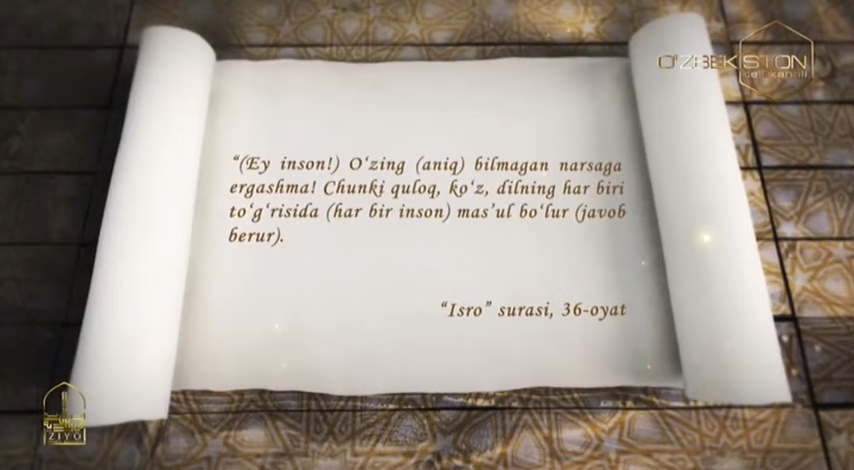 O'ZBEKISTON
telekanali
“(Ey inson!) O‘zing (aniq) bilmagan narsaga
ergashma! Chunki quloq, ko‘z, dilning har biri
to‘g‘risida (har bir inson) mas’ul bo‘lur (javob
berur).
“Isro” surasi, 36-oyat
ZIYO